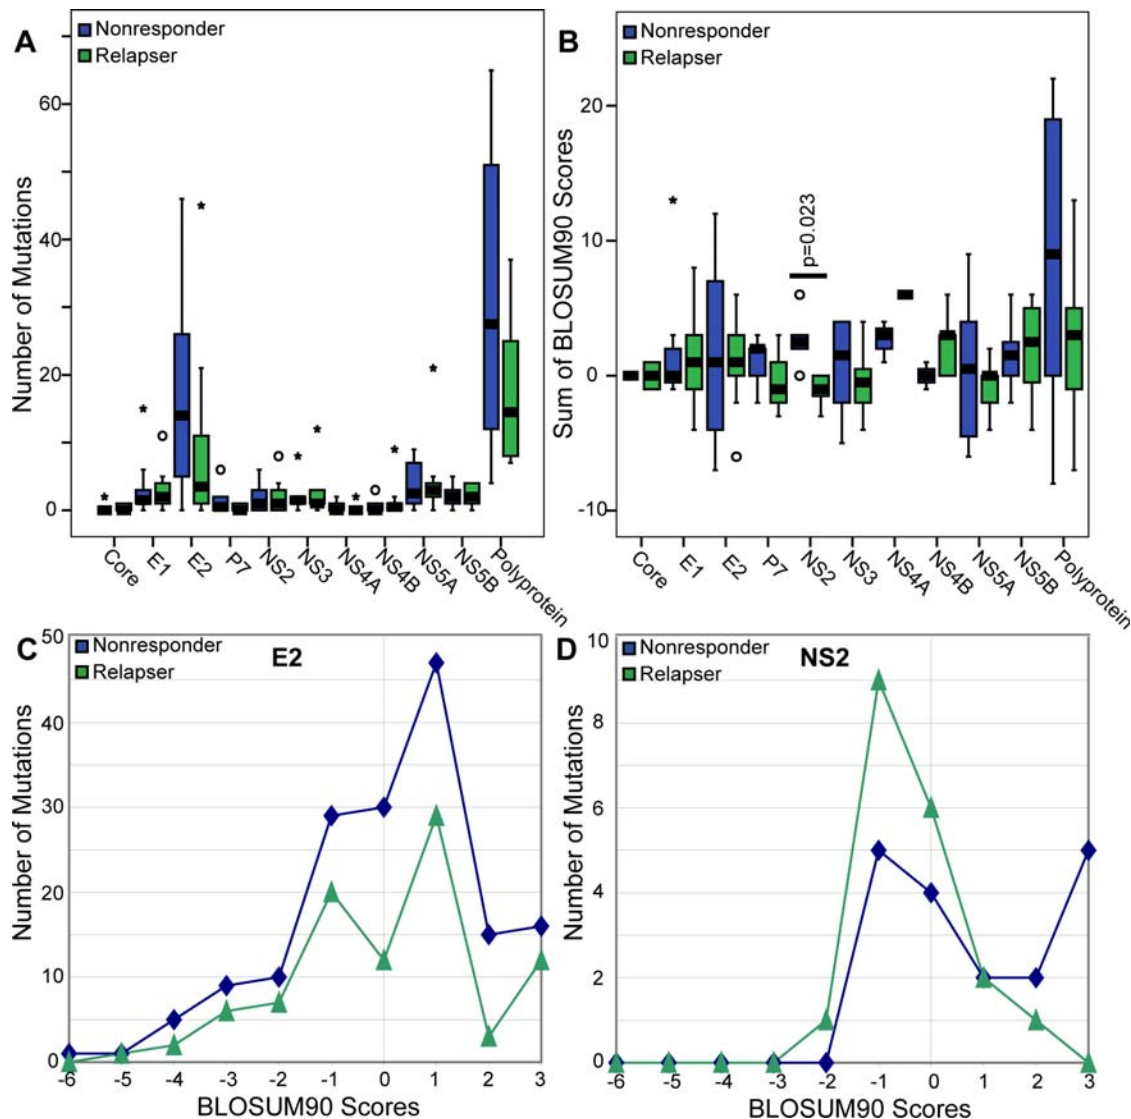 A
Nonresponder
Relapser
Number of Mutations
60
40
20
0
Core
E1
E2
P7
NS2
NS3
NS4A
NS4B
NS5A
NS5B
Polyprotein
B
Nonresponder
Relapser
Sum of BLOSUM90 Scores
20
10
0
-10
p=0.023
Core
E1
E2
P7
NS2
NS3
NS4A
NS4B
NS5A
NS5B
Polyprotein
C
Nonresponder
Relapser
E2
Number of Mutations
50
40
30
20
10
0
-6 -5 -4 -3 -2 -1 0 1 2 3
BLOSUM90 Scores
D
Nonresponder
Relapser
NS2
Number of Mutations
10
8
6
4
2
0
-6 -5 -4 -3 -2 -1 0 1 2 3
BLOSUM90 Scores